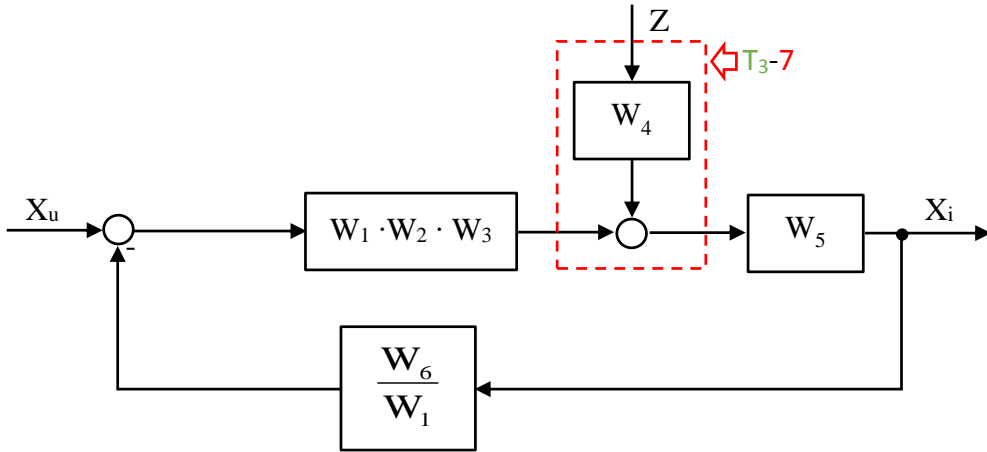 Z
T₃-7
W₄
Xᵤ
W₁ · W₂ · W₃
W₅
Xᵢ
-
W₆
W₁